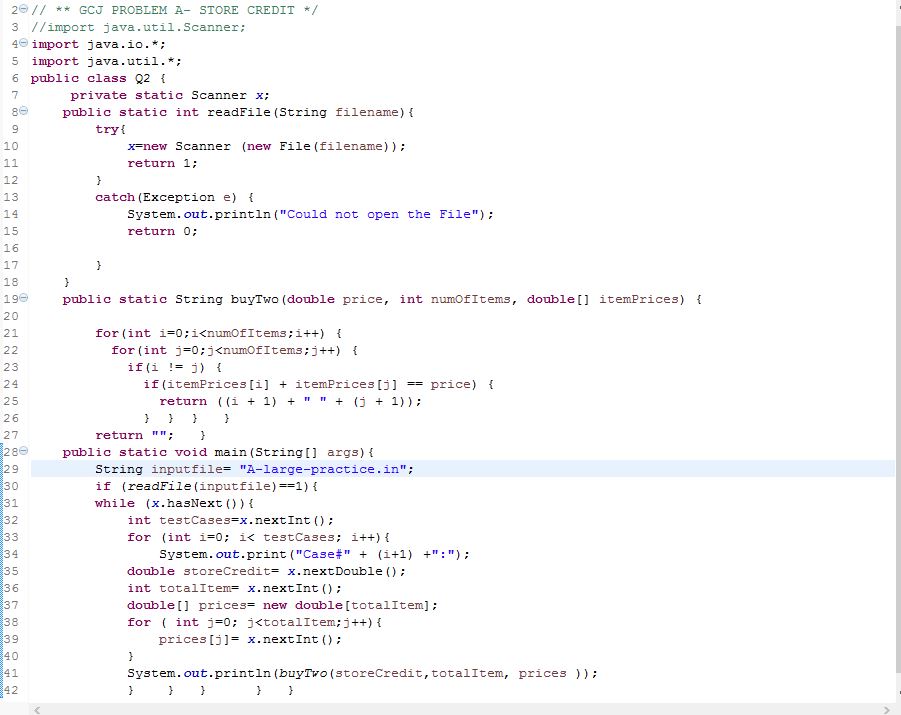 2 // ** GCJ PROBLEM A- STORE CREDIT */
3 //import java.util.Scanner;
4 import java.io.*;
5 import java.util.*;
6 public class Q2 {
7      private static Scanner x;
8     public static int readFile(String filename){
9         try{
10             x=new Scanner (new File(filename));
11             return 1;
12         }
13         catch(Exception e) {
14             System.out.println("Could not open the File");
15             return 0;
16
17         }
18     }
19     public static String buyTwo(double price, int numOfItems, double[] itemPrices) {
20
21         for(int i=0;i<numOfItems;i++) {
22           for(int j=0;j<numOfItems;j++) {
23             if(i != j) {
24               if(itemPrices[i] + itemPrices[j] == price) {
25                 return ((i + 1) + " " + (j + 1));
26               }  }  }   }
27         return "";   }
28     public static void main(String[] args){
29         String inputfile= "A-large-practice.in";
30         if (readFile(inputfile)==1){
31         while (x.hasNext()){
32             int testCases=x.nextInt();
33             for (int i=0; i< testCases; i++){
34                 System.out.print("Case#" + (i+1) +":");
35             double storeCredit= x.nextDouble();
36             int totalItem= x.nextInt();
37             double[] prices= new double[totalItem];
38             for ( int j=0; j<totalItem;j++){
39                 prices[j]= x.nextInt();
40             }
41             System.out.println(buyTwo(storeCredit,totalItem, prices ));
42             }    }   }      }   }